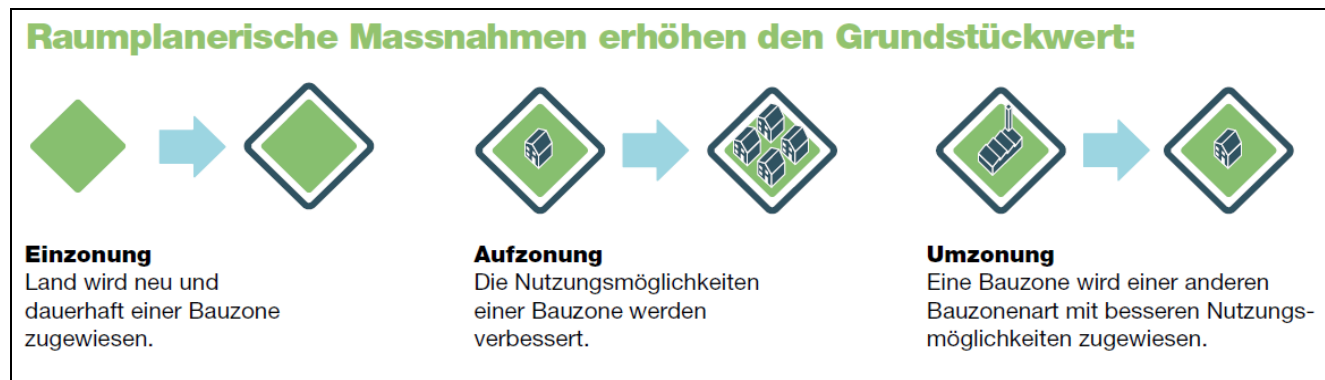 Raumplanerische Massnahmen erhöhen den Grundstückwert:
Einzonung
Land wird neu und
dauerhaft einer Bauzone
zugewiesen.
Aufzonung
Die Nutzungsmöglichkeiten
einer Bauzone werden
verbessert.
Umzonung
Eine Bauzone wird einer anderen
Bauzonenart mit besseren Nutzungs-
möglichkeiten zugewiesen.